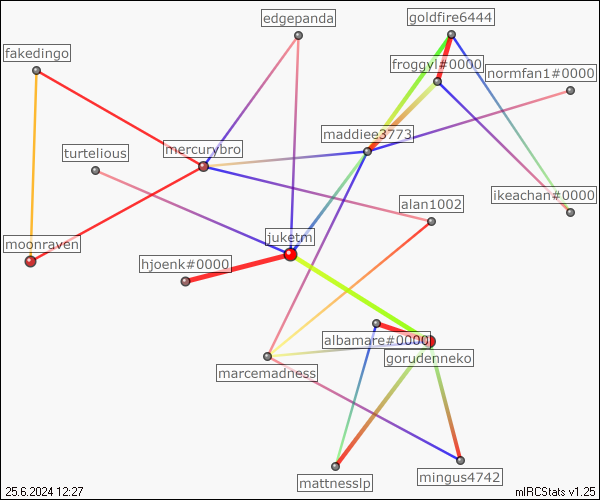 edgepanda
goldfire6444
fakedingo
froggyl#0000
normfan1#0000
maddiee3773
turtelious
mercurybro
ikeachan#0000
alan1002
moonraven
juketm
hjoenk#0000
albamare#0000
gorudenneko
marcemadness
mattnesslp
mingus4742
25.6.2024 12:27
mIRCStats v1.25